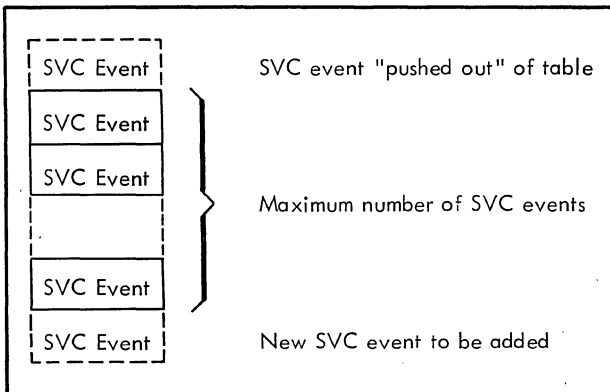 SVC Event SVC event "pushed out" of table
SVC Event
SVC Event
Maximum number of SVC events
SVC Event
SVC Event New SVC event to be added